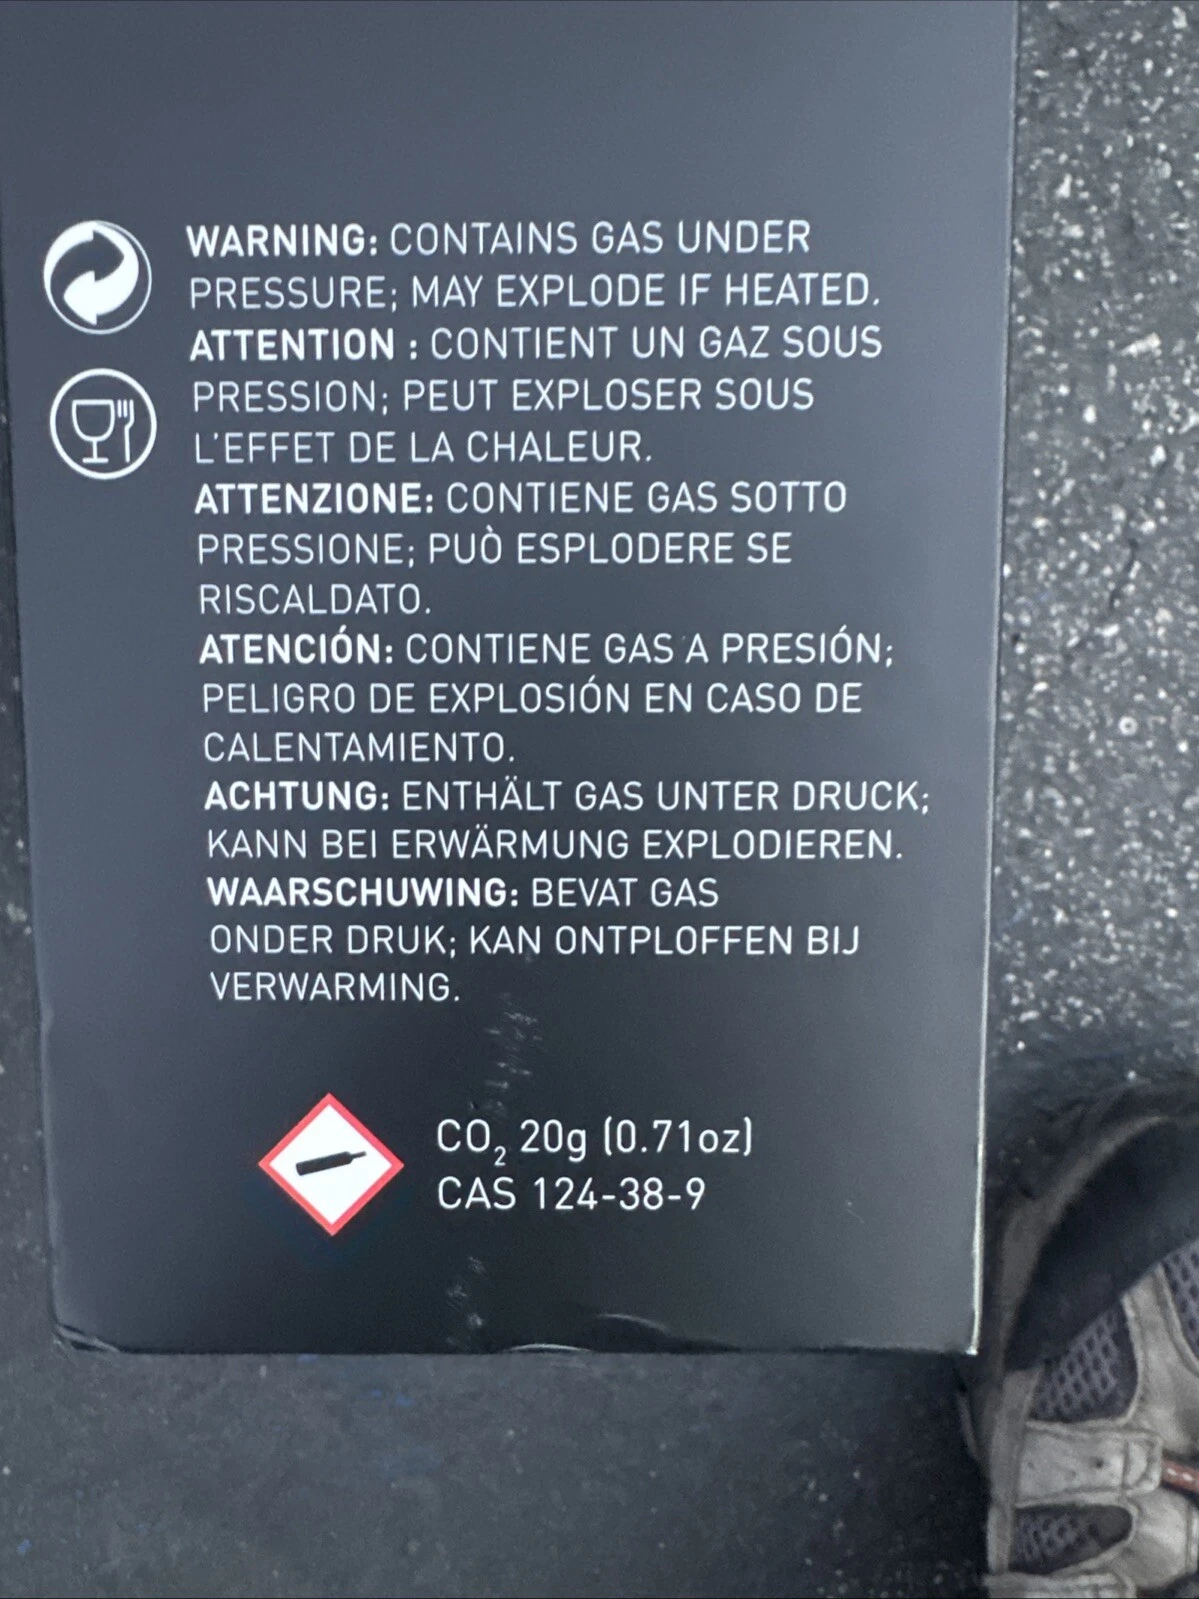 WARNING: CONTAINS GAS UNDER
PRESSURE; MAY EXPLODE IF HEATED.
ATTENTION : CONTIENT UN GAZ SOUS
PRESSION; PEUT EXPLOSER SOUS
L'EFFET DE LA CHALEUR.
ATTENZIONE: CONTIENE GAS SOTTO
PRESSIONE; PUÒ ESPLODERE SE
RISCALDATO.
ATENCIÓN: CONTIENE GAS A PRESIÓN;
PELIGRO DE EXPLOSIÓN EN CASO DE
CALENTAMIENTO.
ACHTUNG: ENTHÄLT GAS UNTER DRUCK;
KANN BEI ERWÄRMUNG EXPLODIEREN.
WAARSCHUWING: BEVAT GAS
ONDER DRUK; KAN ONTPLOFFEN BIJ
VERWARMING.
CO₂ 20g (0.71oz)
CAS 124-38-9